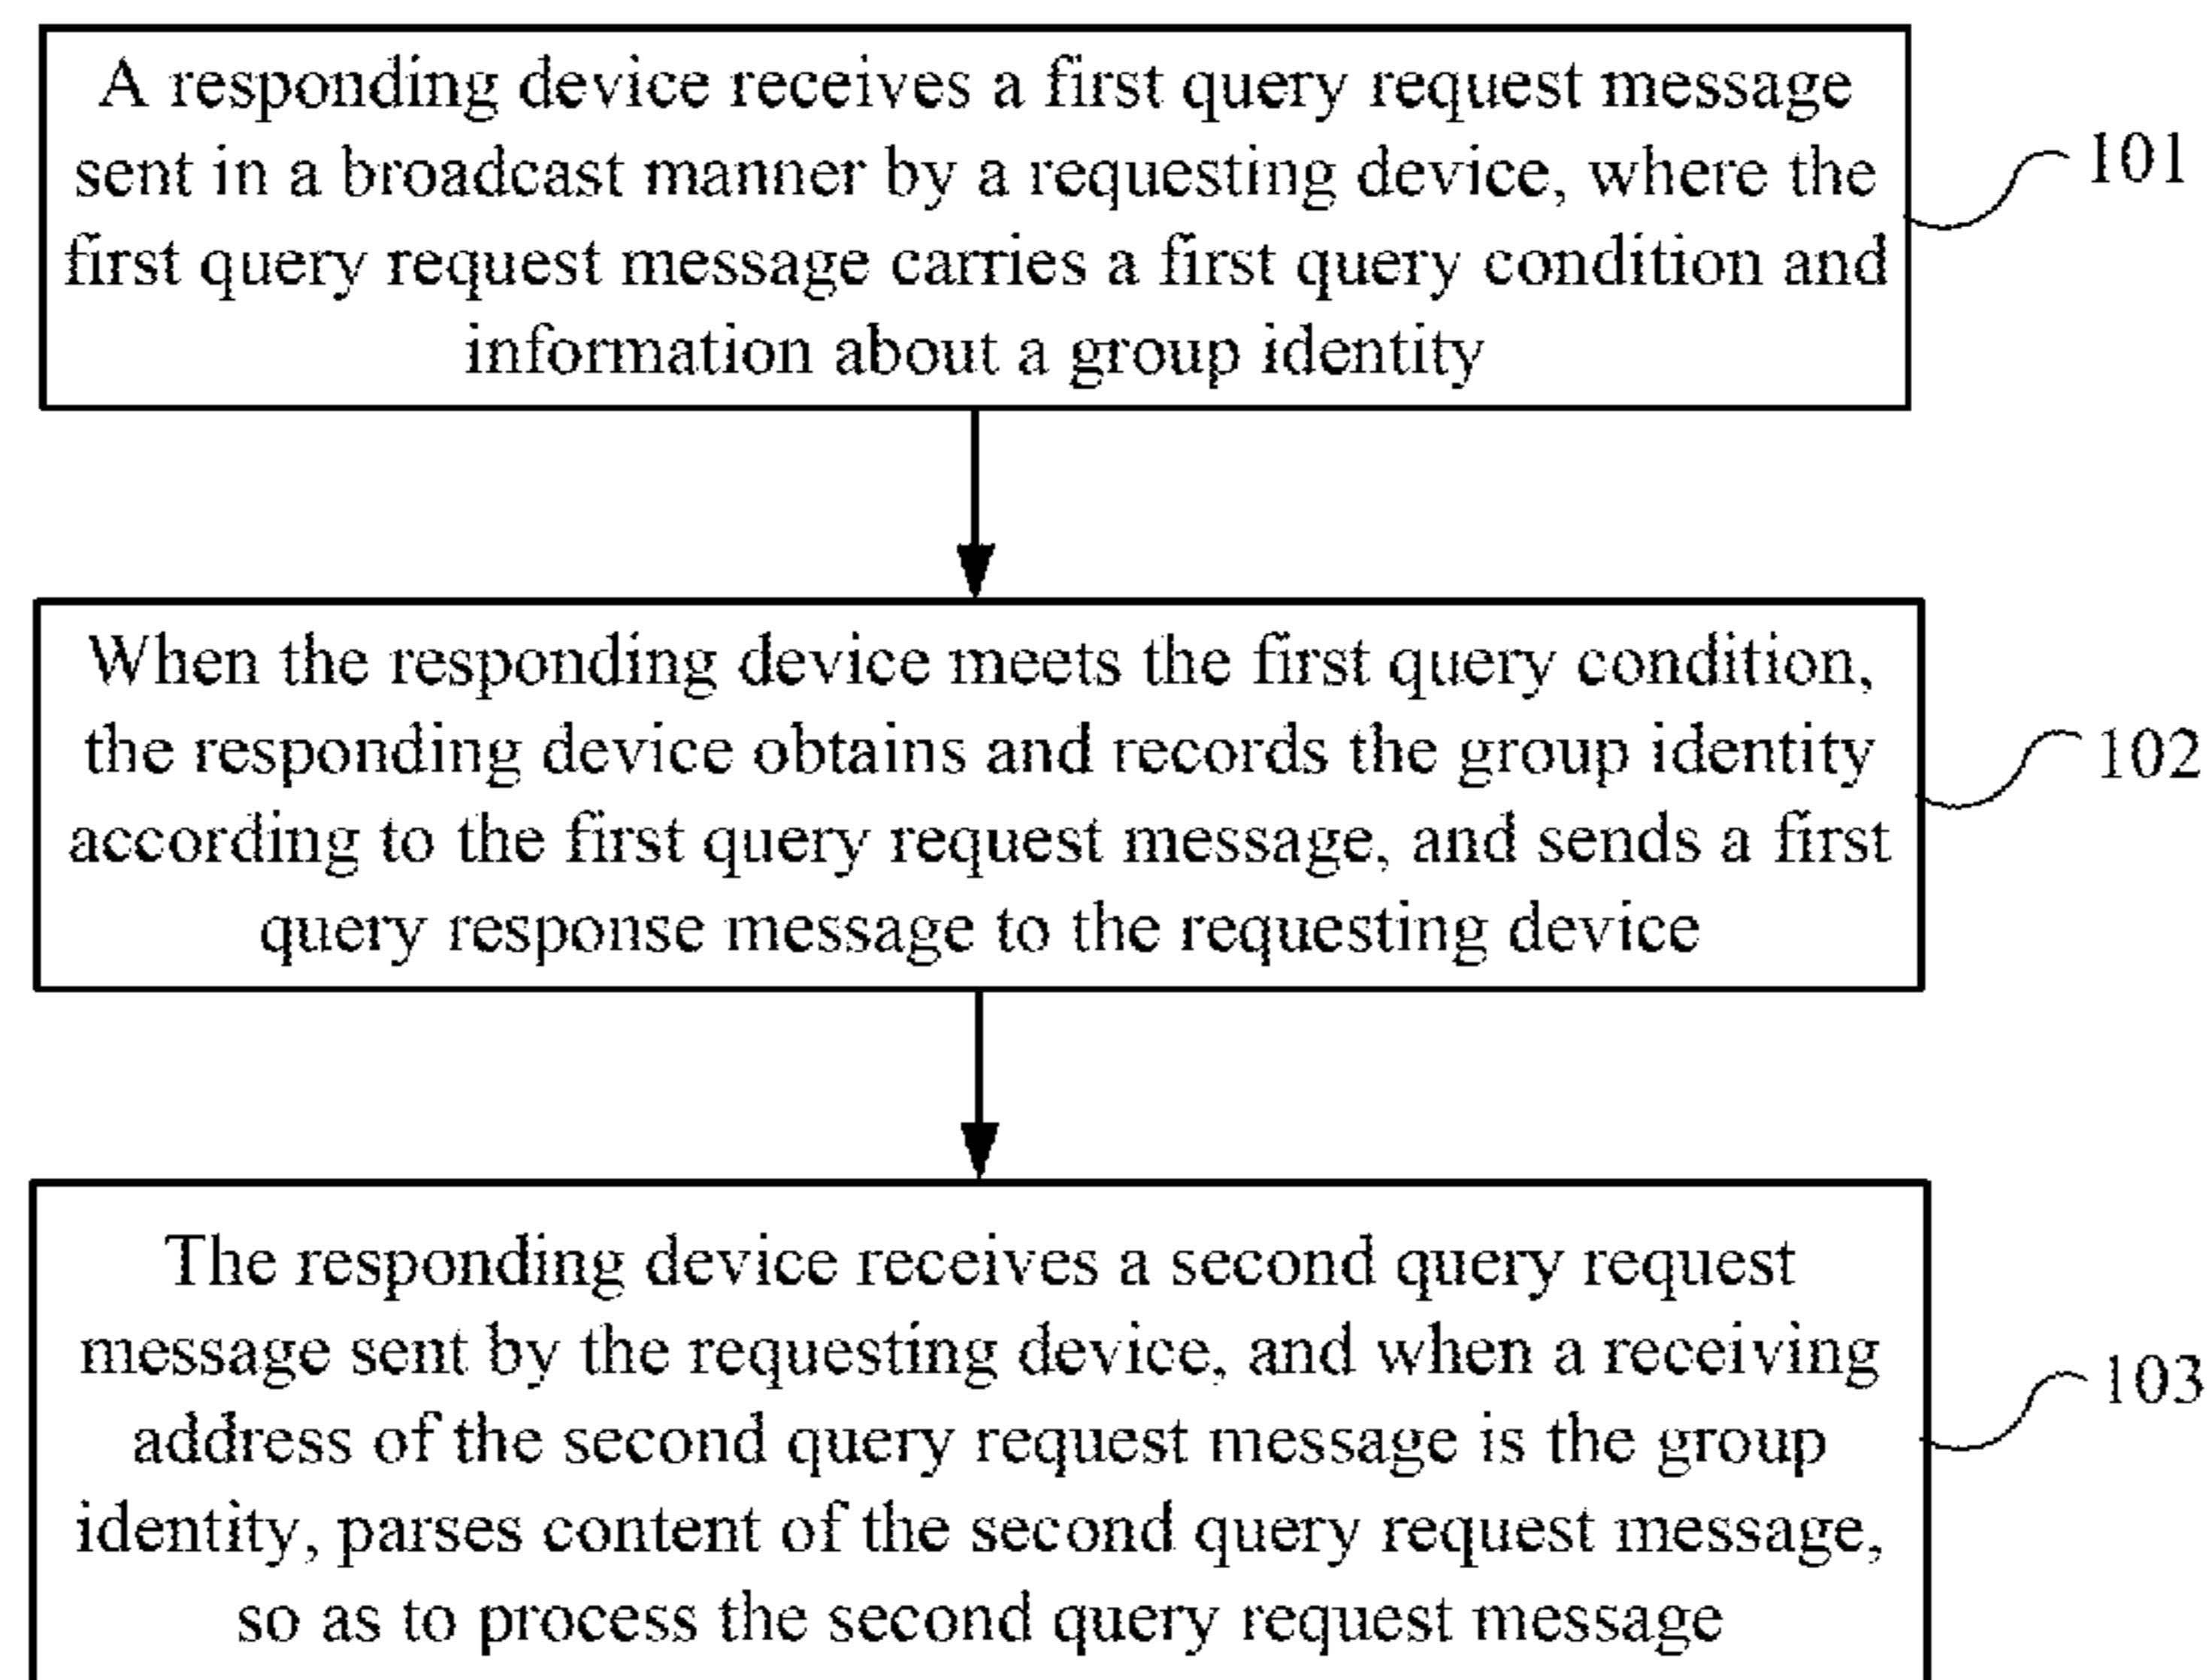 A responding device receives a first query request message
sent in a broadcast manner by a requesting device, where the
first query request message carries a first query condition and
information about a group identity
101
When the responding device meets the first query condition,
the responding device obtains and records the group identity
according to the first query request message, and sends a first
query response message to the requesting device
102
The responding device receives a second query request
message sent by the requesting device, and when a receiving
address of the second query request message is the group
identity, parses content of the second query request message,
so as to process the second query request message
103